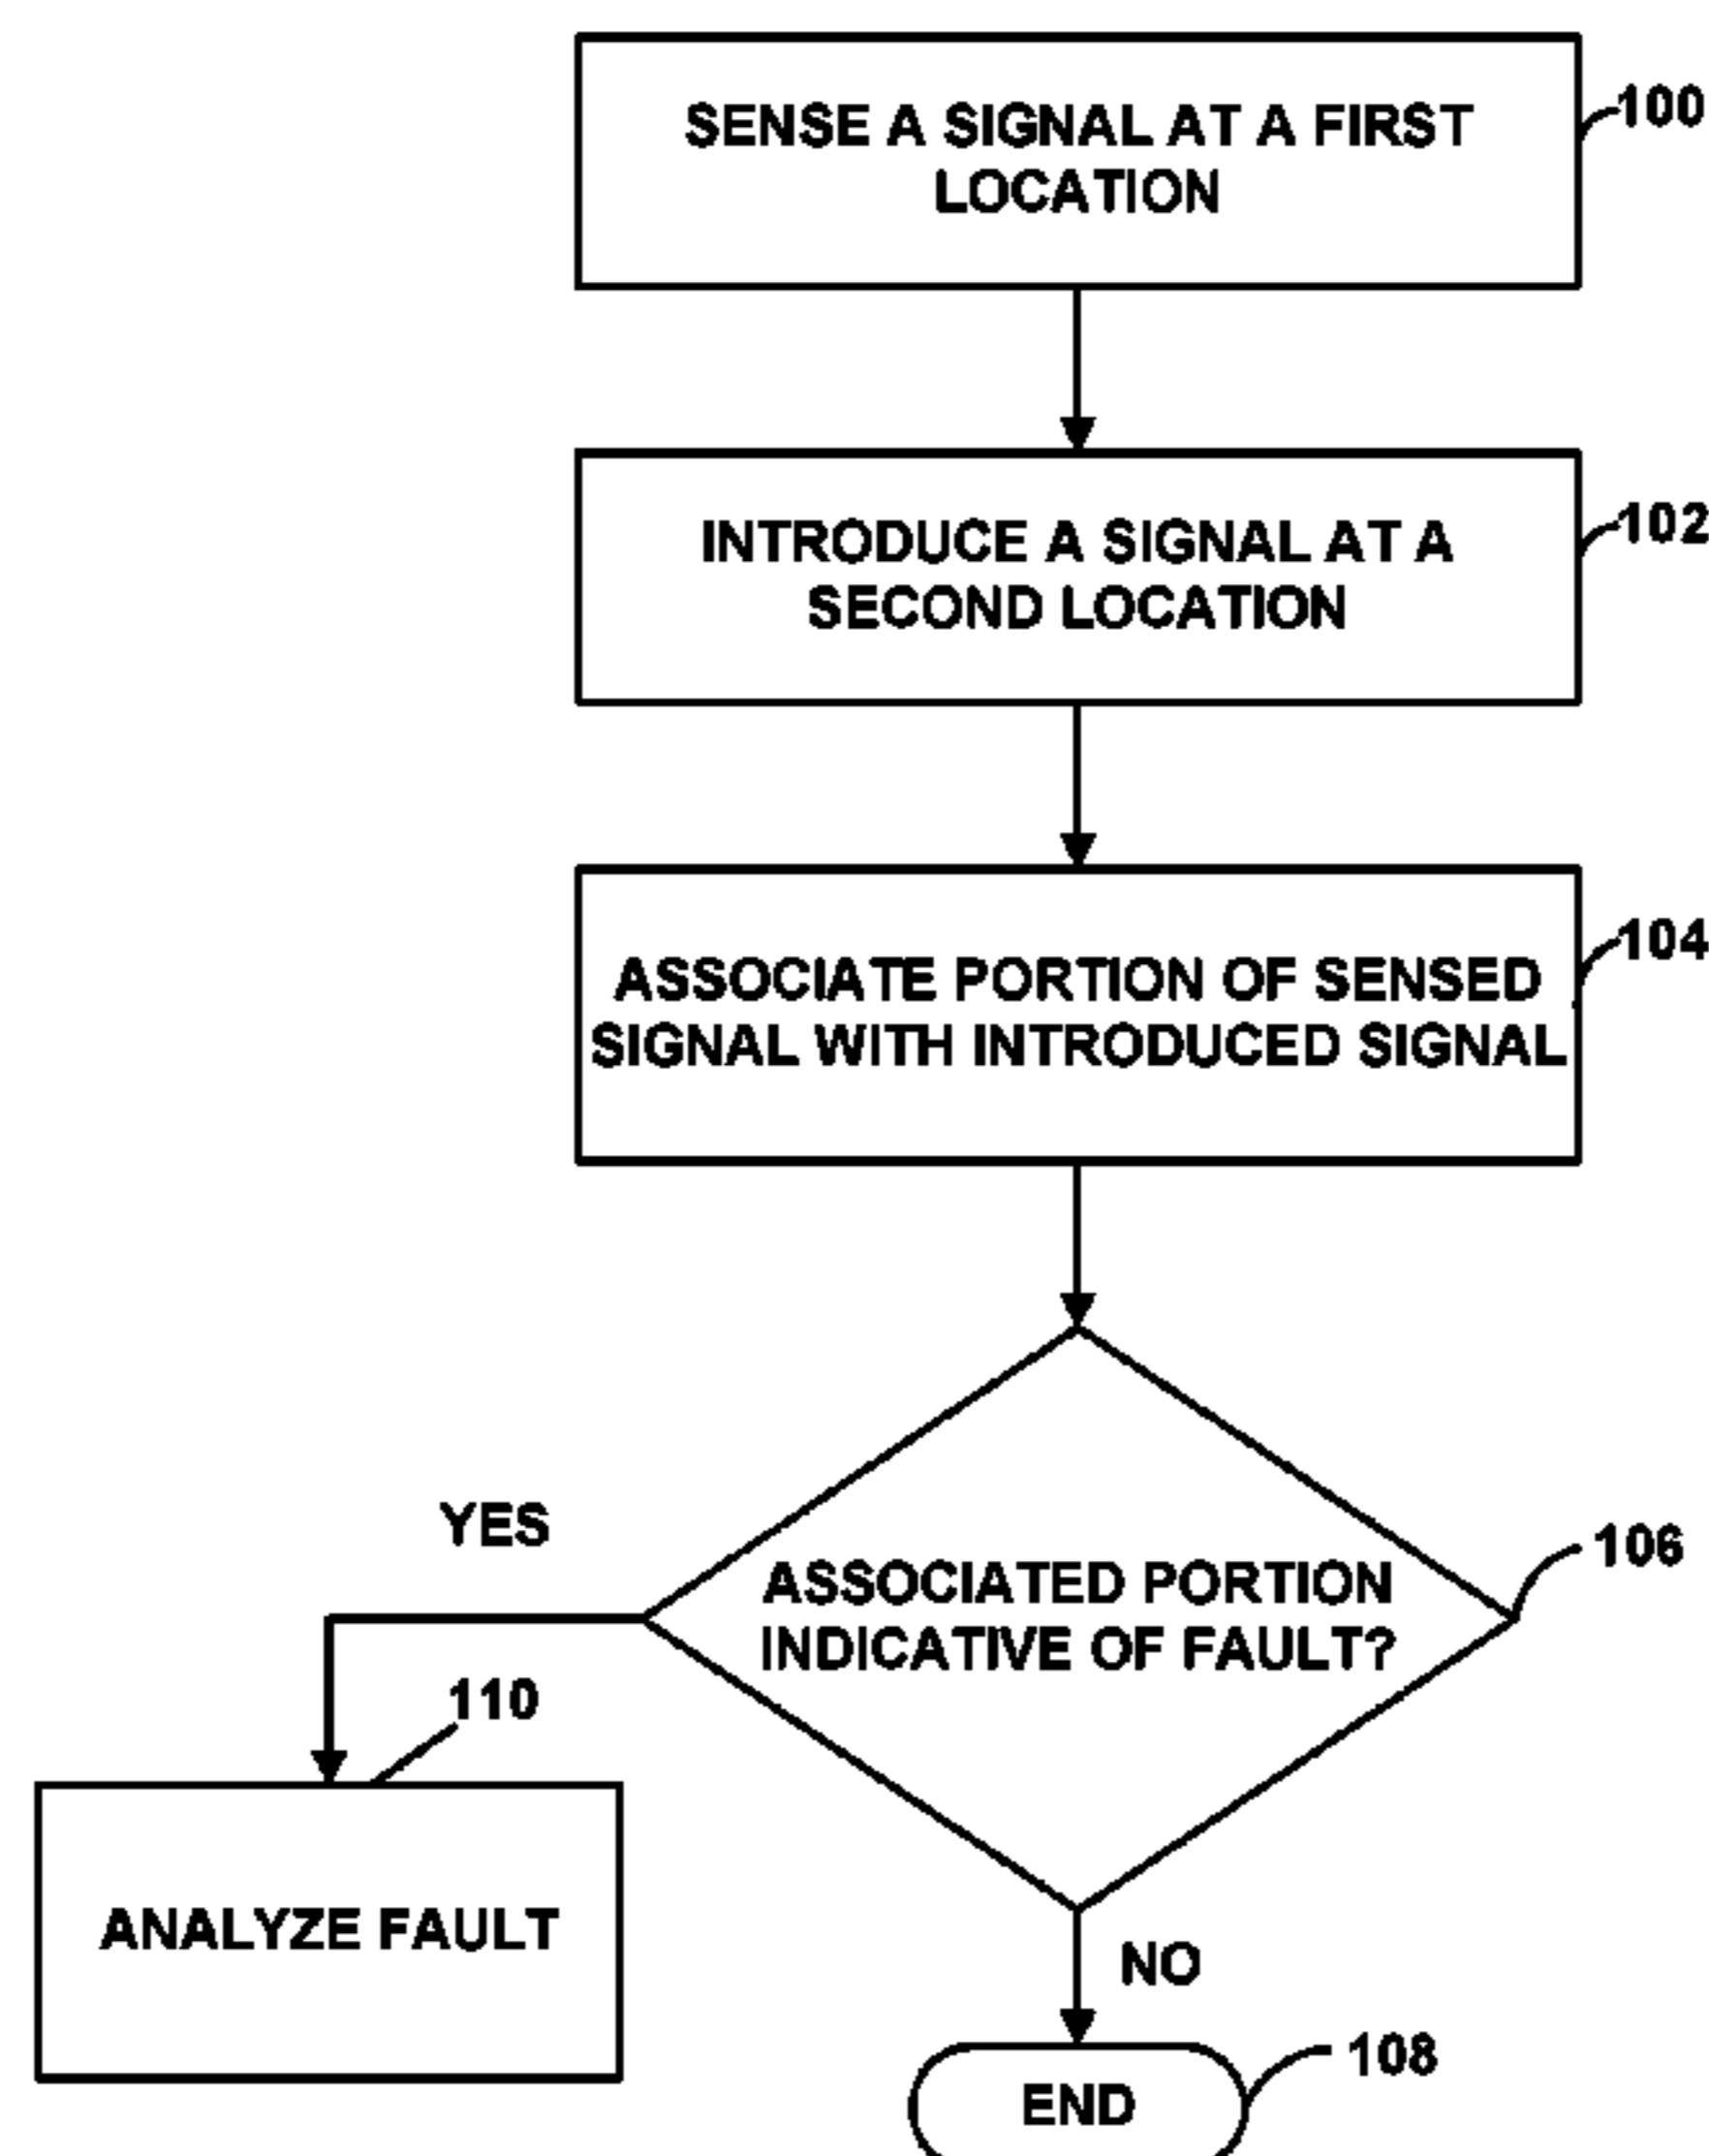 SENSE A SIGNAL AT A FIRST
LOCATION
100
INTRODUCE A SIGNAL AT A
SECOND LOCATION
102
ASSOCIATE PORTION OF SENSED
SIGNAL WITH INTRODUCED SIGNAL
104
ASSOCIATED PORTION
INDICATIVE OF FAULT?
106
YES
110
ANALYZE FAULT
NO
END
108